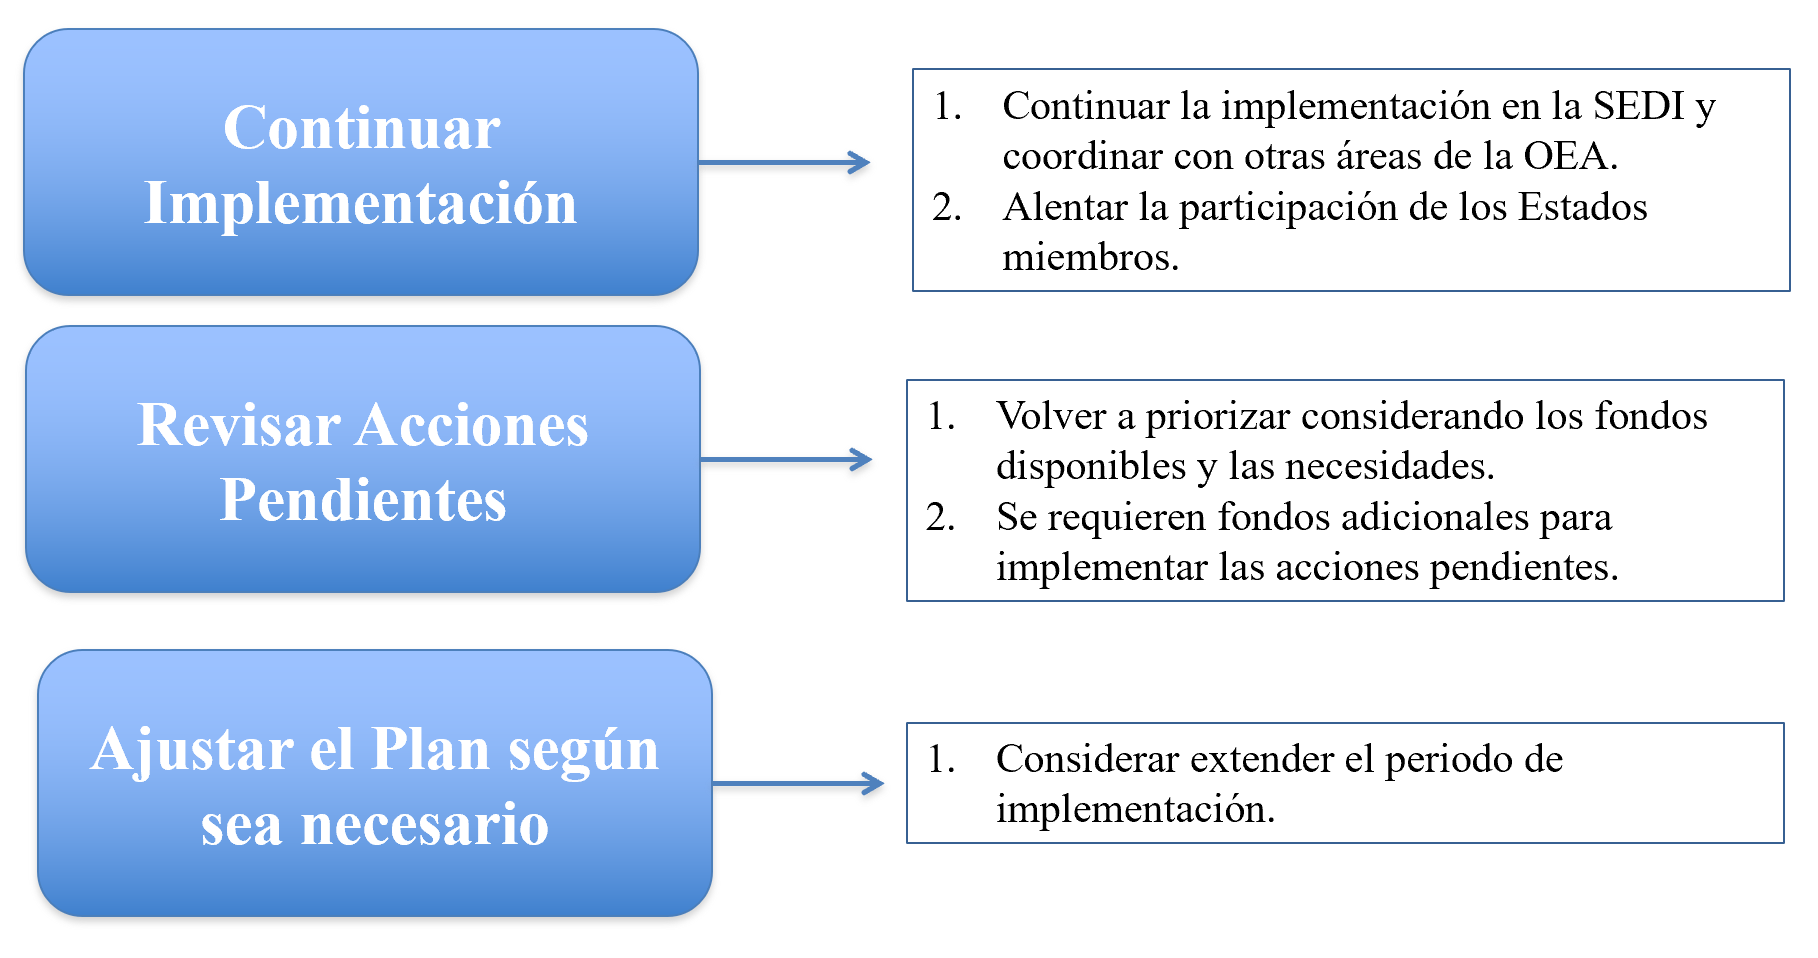 Continuar
Implementación
1. Continuar la implementación en la SEDI y
coordinar con otras áreas de la OEA.
2. Alentar la participación de los Estados
miembros.
Revisar Acciones
Pendientes
1. Volver a priorizar considerando los fondos
disponibles y las necesidades.
2. Se requieren fondos adicionales para
implementar las acciones pendientes.
Ajustar el Plan según
sea necesario
1. Considerar extender el periodo de
implementación.